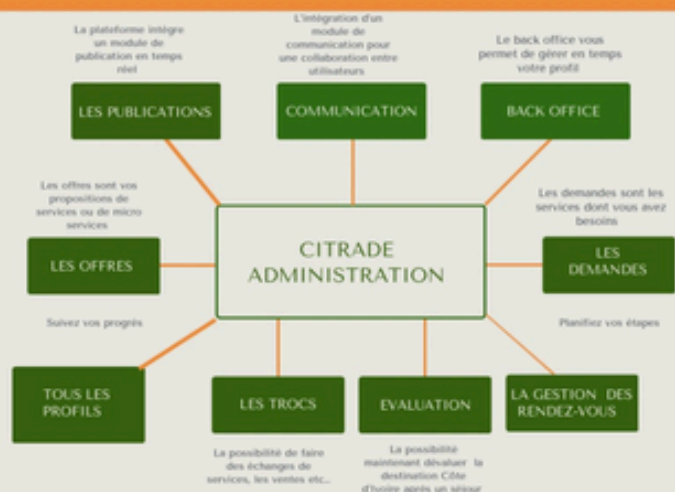 La plateforme intègre
un module de
publication en temps
réel
L'intégration d'un
module de
communication pour
une collaboration entre
utilisateurs
Le back office vous
permet de gérer en temps
votre profil
LES PUBLICATIONS
COMMUNICATION
BACK OFFICE
Les offres sont vos
propositions de
services ou de micro
services
Les demandes sont les
services dont vous avez
besoins
LES OFFRES
CITRADE
ADMINISTRATION
LES
DEMANDES
Suivez vos progrès
Planifiez vos étapes
TOUS LES
PROFILS
LES TROCS
EVALUATION
LA GESTION DES
RENDEZ-VOUS
La possibilité de faire
des échanges de
services, les ventes etc..
La possibilité
maintenant dévaluer la
destination Côte
d'Ivoire après un séjour